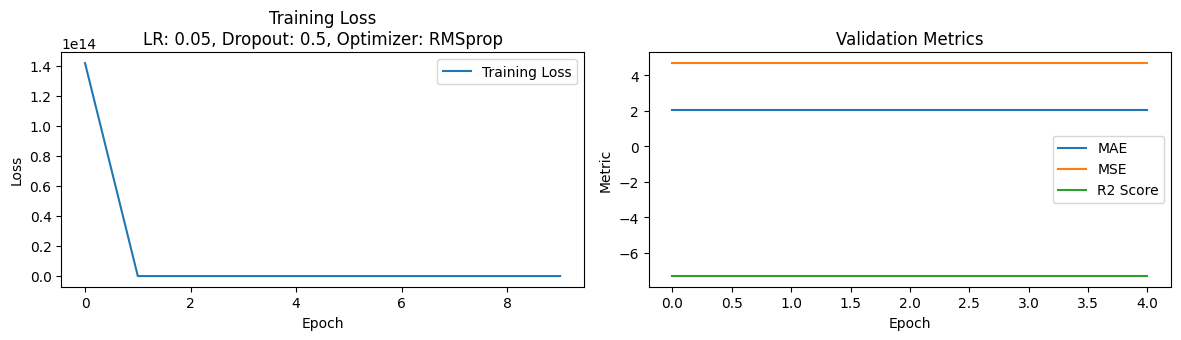 Training Loss
LR: 0.05, Dropout: 0.5, Optimizer: RMSprop
1e14
Training Loss
1.4
1.2
1.0
0.8
0.6
0.4
0.2
0.0
Loss
0 2 4 6 8
Epoch
Validation Metrics
4
2
0
−2
−4
−6
Metric
MAE
MSE
R2 Score
0.0 0.5 1.0 1.5 2.0 2.5 3.0 3.5 4.0
Epoch